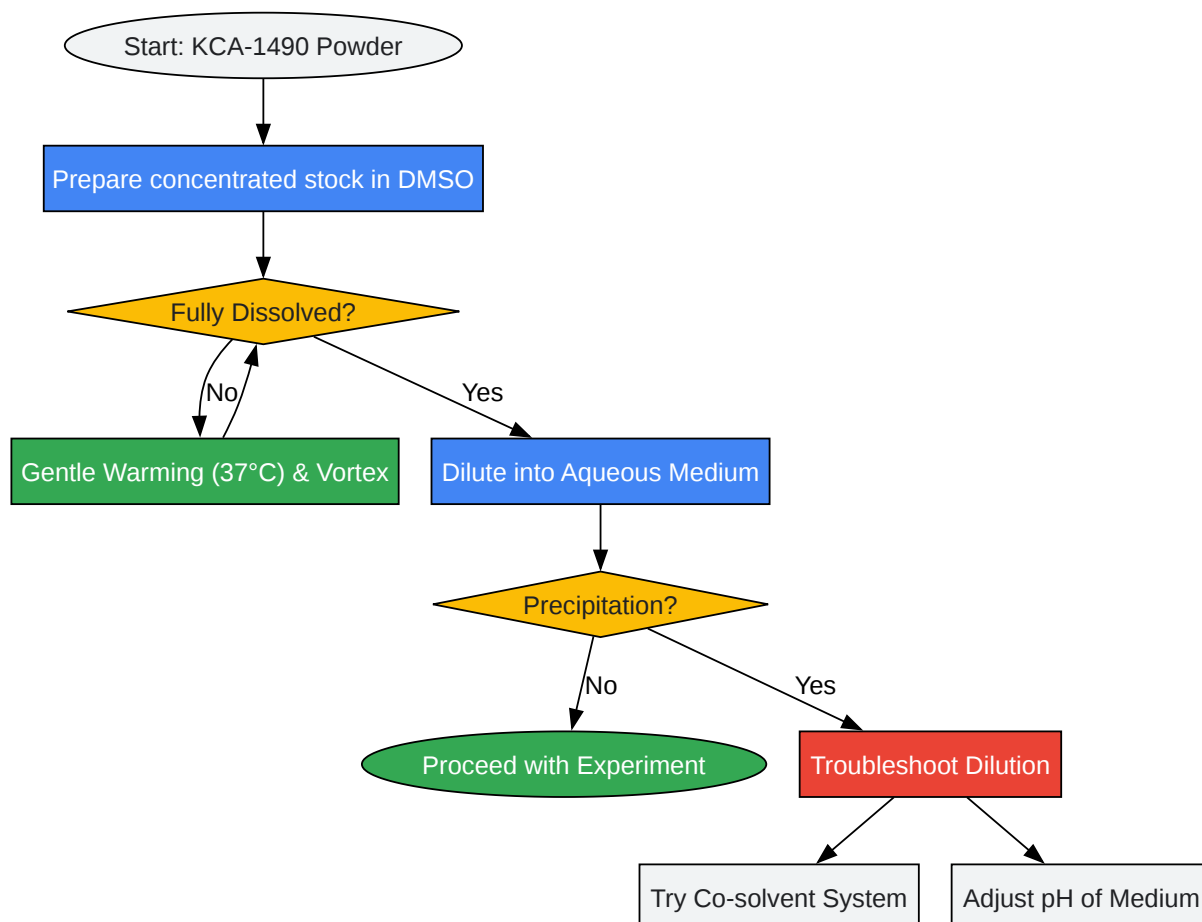 Start: KCA-1490 Powder
Prepare concentrated stock in DMSO
Fully Dissolved?
No
Yes
Gentle Warming (37°C) & Vortex
Dilute into Aqueous Medium
Precipitation?
No
Yes
Proceed with Experiment
Troubleshoot Dilution
Try Co-solvent System
Adjust pH of Medium